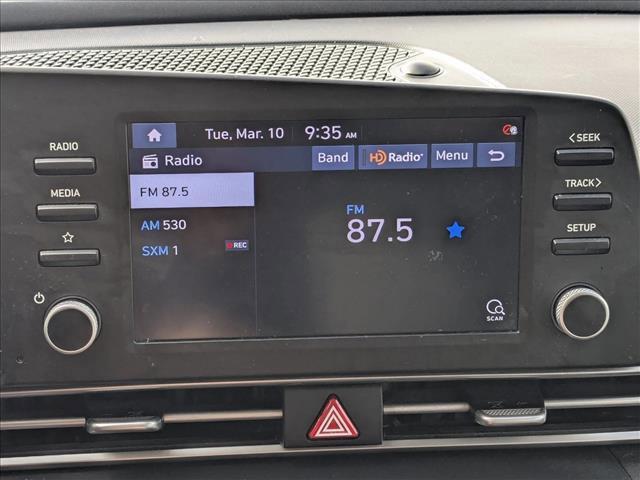 Tue, Mar. 10 9:35 AM
Radio Band HD Radio Menu
FM 87.5
AM 530
SXM 1 REC
FM
87.5
SCAN
RADIO
MEDIA
< SEEK
TRACK >
SETUP